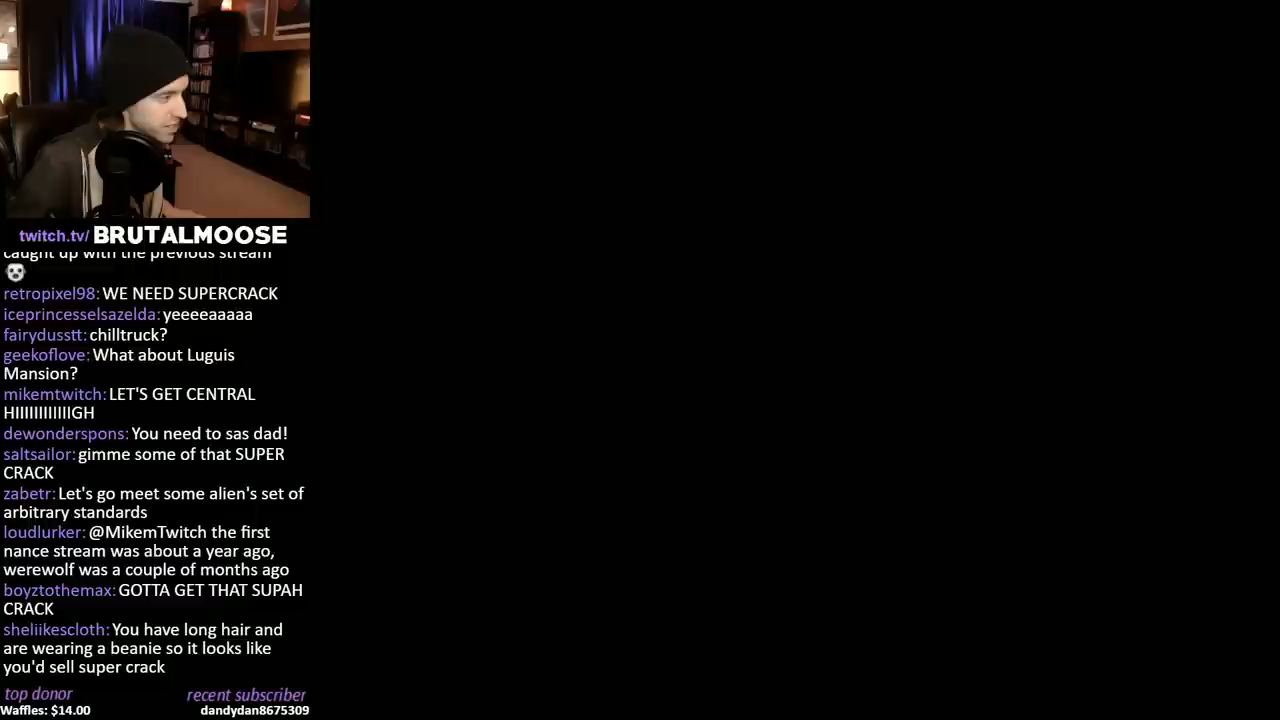 twitch.tv/ BRUTALMOOSE
caught up with the previous stream
retropixel98: WE NEED SUPERCRACK
iceprincesselsazelda: yeeeeaaaaa
fairydusstt: chilltruck?
geekoflove: What about Luguis
Mansion?
mikemtwitch: LET'S GET CENTRAL
HIIIIIIIIIIIIGH
dewonderspons: You need to sas dad!
saltsailor: gimme some of that SUPER
CRACK
zabetr: Let's go meet some alien's set of
arbitrary standards
loudlurker: @MikemTwitch the first
nance stream was about a year ago,
werewolf was a couple of months ago
boyztothemax: GOTTA GET THAT SUPAH
CRACK
sheliikescloth: You have long hair and
are wearing a beanie so it looks like
you'd sell super crack
top donor recent subscriber
Waffles: $14.00 dandydan8675309